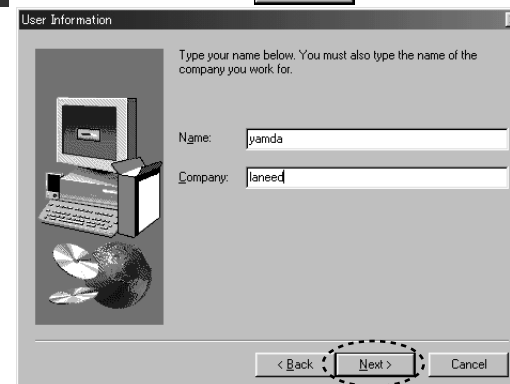 User Information
Type your name below. You must also type the name of the
company you work for.
Name: yamda
Company: laneed
< Back Next > Cancel